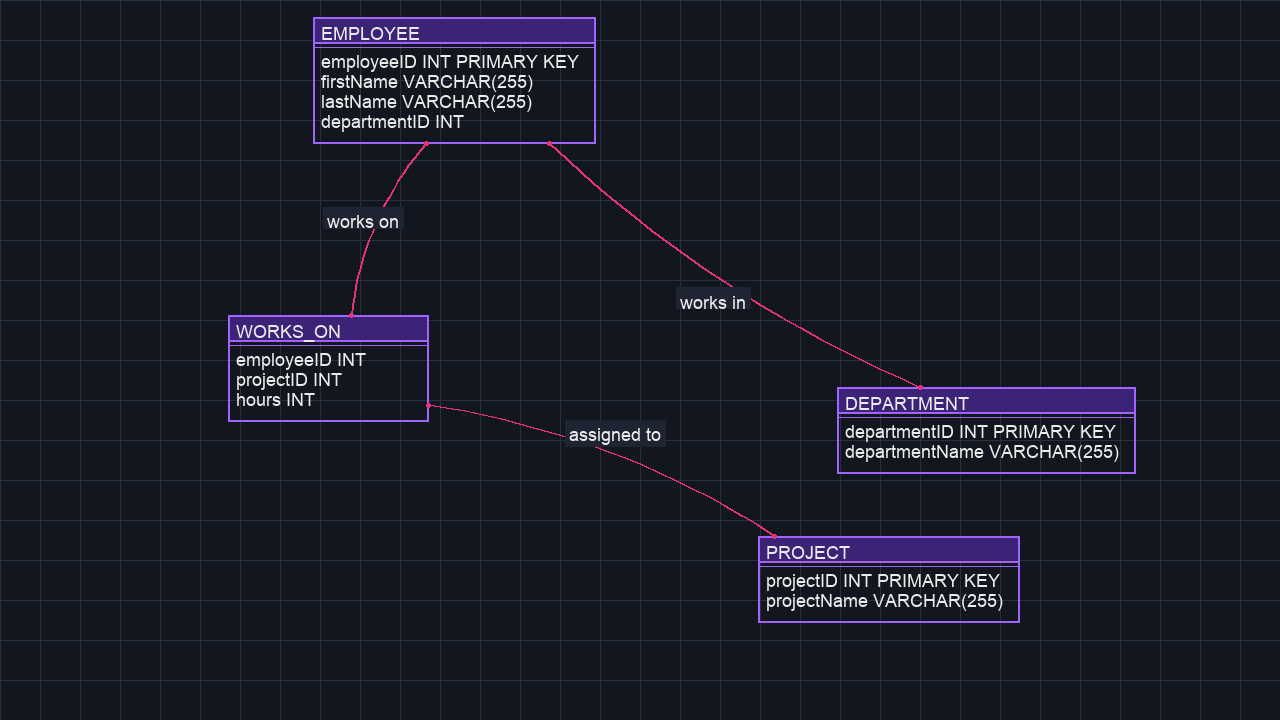 EMPLOYEE
employeeID INT PRIMARY KEY
firstName VARCHAR(255)
lastName VARCHAR(255)
departmentID INT
works on
works in
WORKS_ON
employeeID INT
projectID INT
hours INT
assigned to
DEPARTMENT
departmentID INT PRIMARY KEY
departmentName VARCHAR(255)
PROJECT
projectID INT PRIMARY KEY
projectName VARCHAR(255)